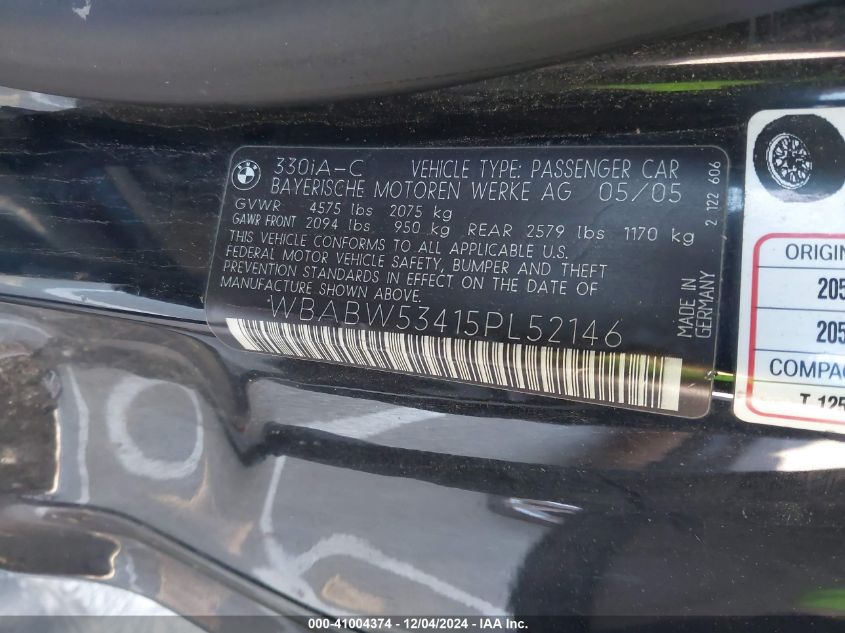 BMW
330iA-C VEHICLE TYPE: PASSENGER CAR
BAYERISCHE MOTOREN WERKE AG 05/05
GVWR 4575 lbs 2075 kg
GAWR FRONT 2094 lbs 950 kg REAR 2579 lbs 1170 kg
THIS VEHICLE CONFORMS TO ALL APPLICABLE U.S.
FEDERAL MOTOR VEHICLE SAFETY, BUMPER AND THEFT
PREVENTION STANDARDS IN EFFECT ON THE DATE OF
MANUFACTURE SHOWN ABOVE.
WBABW53415PL52146
MADE IN
GERMANY
2 122 606
ORIGIN
205
205
COMPAC
T 125
000-41004374 - 12/04/2024 - IAAI.COM.